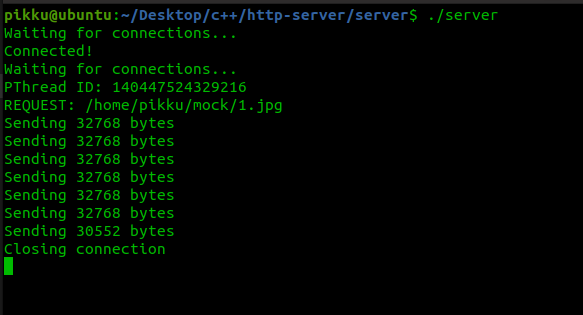 pikku@ubuntu:~/Desktop/c++/http-server/server$ ./server
Waiting for connections...
Connected!
Waiting for connections...
PThread ID: 140447524329216
REQUEST: /home/pikku/mock/1.jpg
Sending 32768 bytes
Sending 32768 bytes
Sending 32768 bytes
Sending 32768 bytes
Sending 32768 bytes
Sending 32768 bytes
Sending 30552 bytes
Closing connection